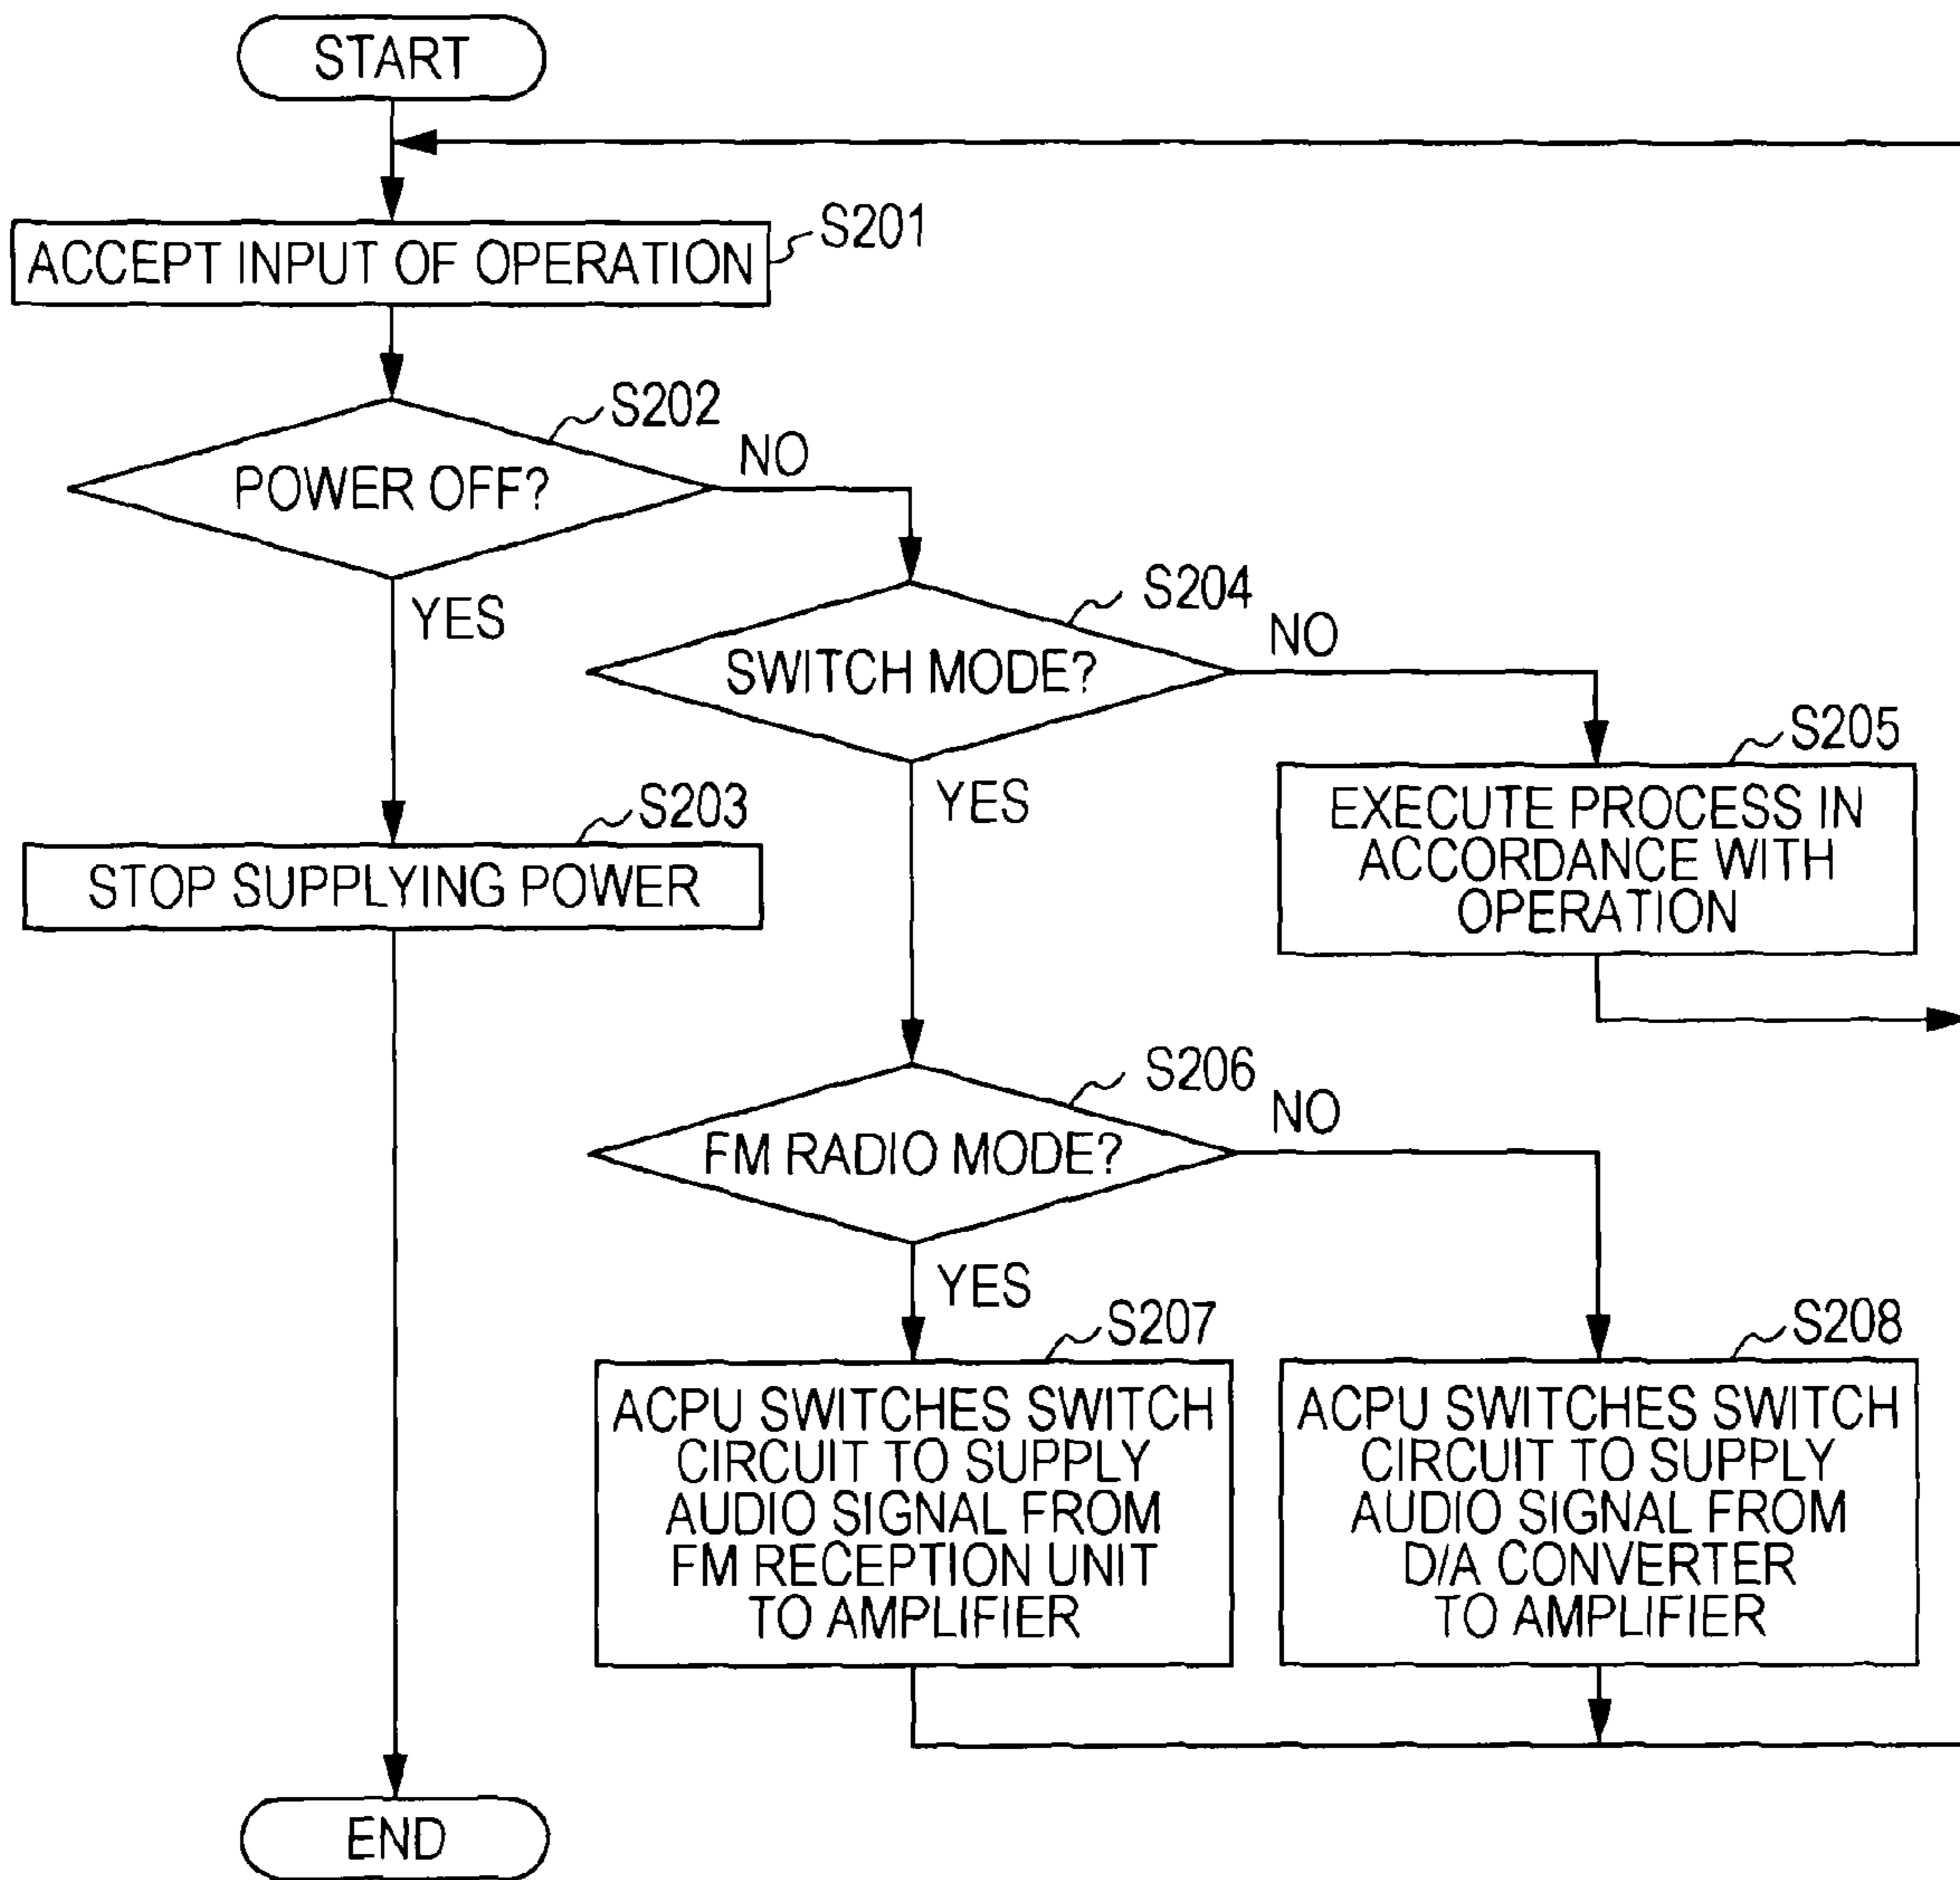 START
S201
ACCEPT INPUT OF OPERATION
S202
NO
POWER OFF?
YES
S204
NO
SWITCH MODE?
YES
S205
EXECUTE PROCESS IN
ACCORDANCE WITH
OPERATION
S203
STOP SUPPLYING POWER
S206
NO
FM RADIO MODE?
YES
S207
ACPU SWITCHES SWITCH
CIRCUIT TO SUPPLY
AUDIO SIGNAL FROM
FM RECEPTION UNIT
TO AMPLIFIER
S208
ACPU SWITCHES SWITCH
CIRCUIT TO SUPPLY
AUDIO SIGNAL FROM
D/A CONVERTER
TO AMPLIFIER
END